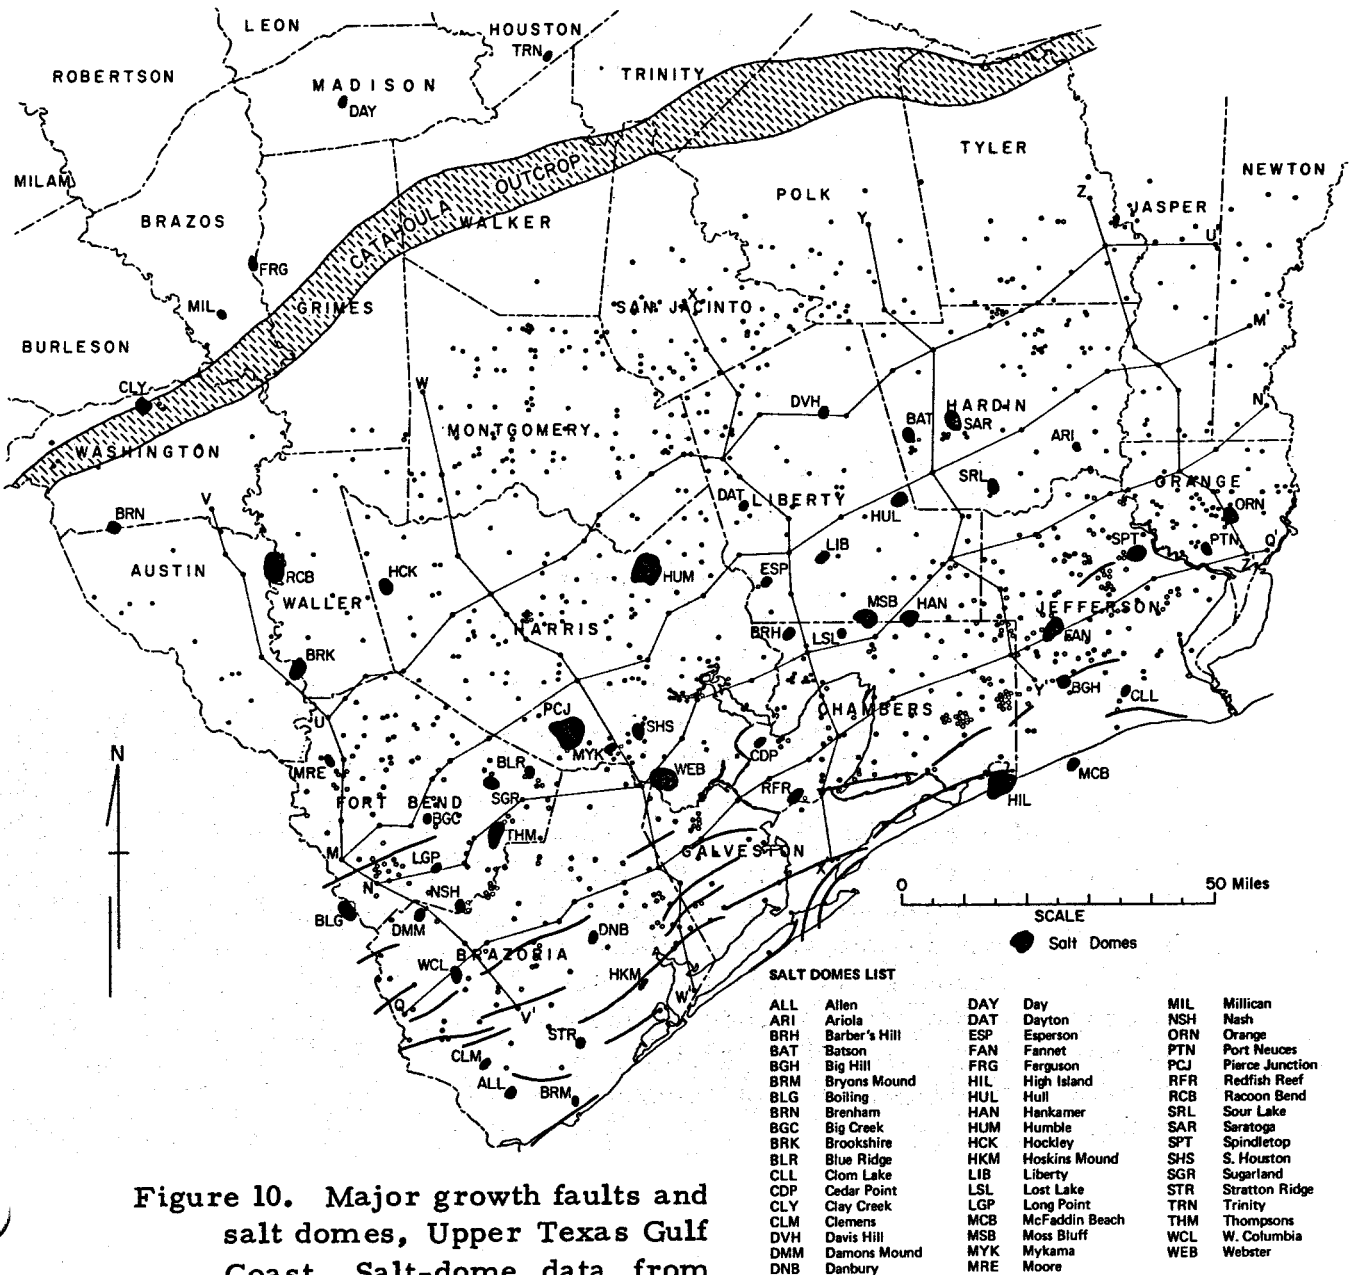 LEON
HOUSTON
TRN
ROBERTSON
MADISON
DAY
TRINITY
TYLER
NEWTON
MILAM
POLK
Z
JASPER
BRAZOS
WALKER
CATAHOULA OUTCROP
Y
U'
FRG
MIL
GRIMES
X
SAN JACINTO
M'
BURLESON
CLY
W
DVH
HARDIN
BAT
SAR
N'
MONTGOMERY
ARI
WASHINGTON
SRL
ORANGE
V
DAT
LIBERTY
HUL
ORN
BRN
SPT
PTN
Q'
LIB
AUSTIN
RCB
HCK
HUM
ESP
WALLER
MSB
HAN
JEFFERSON
HARRIS
BRH
LSL
FAN
BRK
Y'
BGH
CLL
U
PCJ
CHAMBERS
SHS
N
MYK
CDP
MRE
BLR
WEB
MCB
FORT BEND
SGR
RFR
HIL
BGC
THM
M
LGP
GALVESTON
N
X'
NSH
0 50 Miles
SCALE
BLG
DMM
DNB
Salt Domes
BRAZORIA
WCL
HKM
SALT DOMES LIST
Q
V'
W'
STR
CLM
ALL
BRM
ALL Allen
ARI Ariola
BRH Barber's Hill
BAT Batson
BGH Big Hill
BRM Bryons Mound
BLG Boiling
BRN Brenham
BGC Big Creek
BRK Brookshire
BLR Blue Ridge
CLL Clom Lake
CDP Cedar Point
CLY Clay Creek
CLM Clemens
DVH Davis Hill
DMM Damons Mound
DNB Danbury
DAY Day
DAT Dayton
ESP Esperson
FAN Fannet
FRG Ferguson
HIL High Island
HUL Hull
HAN Hankamer
HUM Humble
HCK Hockley
HKM Hoskins Mound
LIB Liberty
LSL Lost Lake
LGP Long Point
MCB McFaddin Beach
MSB Moss Bluff
MYK Mykama
MRE Moore
MIL Millican
NSH Nash
ORN Orange
PTN Port Neuces
PCJ Pierce Junction
RFR Redfish Reef
RCB Racoon Bend
SRL Sour Lake
SAR Saratoga
SPT Spindletop
SHS S. Houston
SGR Sugarland
STR Stratton Ridge
TRN Trinity
THM Thompsons
WCL W. Columbia
WEB Webster
Figure 10. Major growth faults and
salt domes, Upper Texas Gulf
Coast. Salt-dome data from